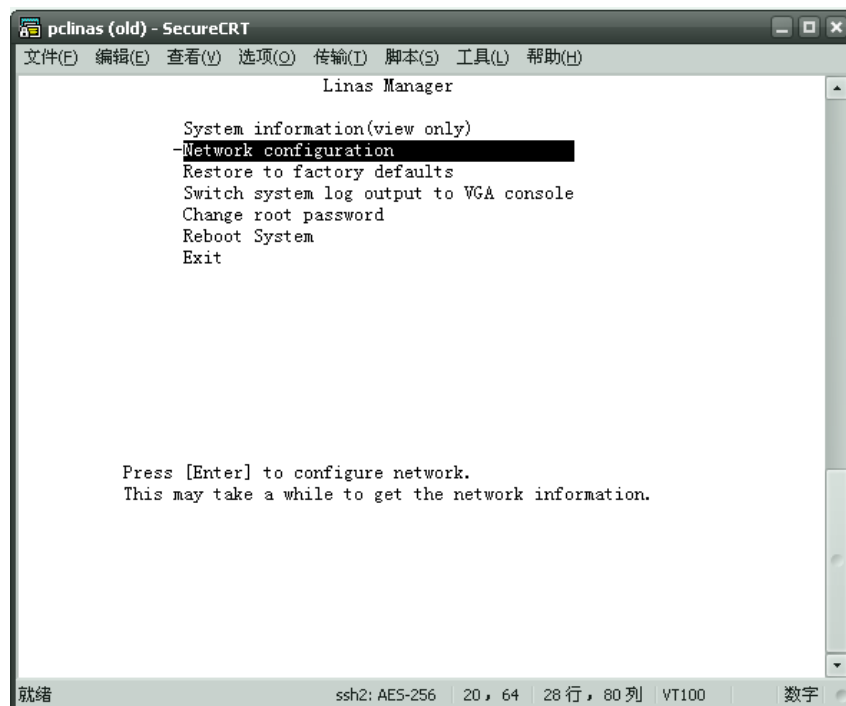 pclinas (old) - SecureCRT
文件(F) 编辑(E) 查看(V) 选项(O) 传输(T) 脚本(S) 工具(L) 帮助(H)
Linas Manager
System information(view only)
-Network configuration
Restore to factory defaults
Switch system log output to VGA console
Change root password
Reboot System
Exit
Press [Enter] to configure network.
This may take a while to get the network information.
就绪 ssh2: AES-256 20, 64 28 行, 80 列 VT100 数字